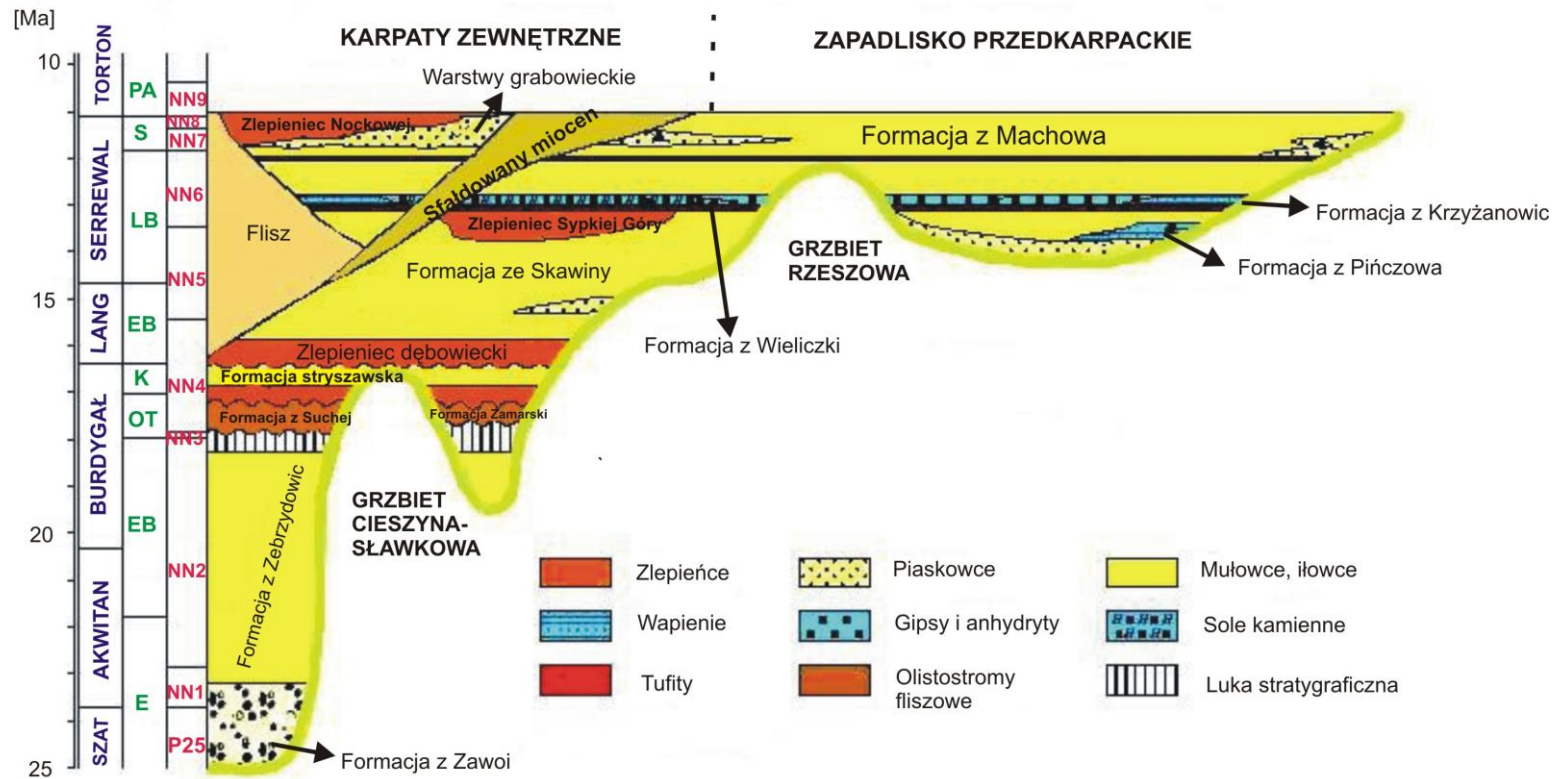 [Ma]
KARPATY ZEWNĘTRZNE
ZAPADLISKO PRZEDKARPACKIE
10
15
20
25
TORTON
SERREWAL
LANG
BURDYGAŁ
AKWITAN
SZAT
PA
S
LB
EB
K
OT
EB
E
NN9
NN8
NN7
NN6
NN5
NN4
NN3
NN2
NN1
P25
Warstwy grabowieckie
Zlepieniec Nockowej
Sfałdowany miocen
Formacja z Machowa
Flisz
Zlepieniec Sypkiej Góry
Formacja z Krzyżanowic
Formacja ze Skawiny
GRZBIET
RZESZOWA
Formacja z Pińczowa
Formacja z Wieliczki
Zlepieniec dębowiecki
Formacja stryszawska
Formacja z Suchej
Formacja Zamarski
Formacja z Zebrzydowic
GRZBIET
CIESZYNA-
SŁAWKOWA
Formacja z Zawoi
Zlepieńce
Piaskowce
Mułowce, iłowce
Wapienie
Gipsy i anhydryty
Sole kamienne
Tufity
Olistostromy
fliszowe
Luka stratygraficzna